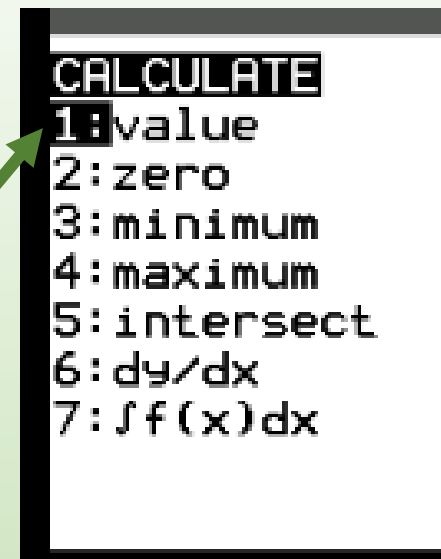 CALCULATE
1:value
2:zero
3:minimum
4:maximum
5:intersect
6:dy/dx
7:∫f(x)dx